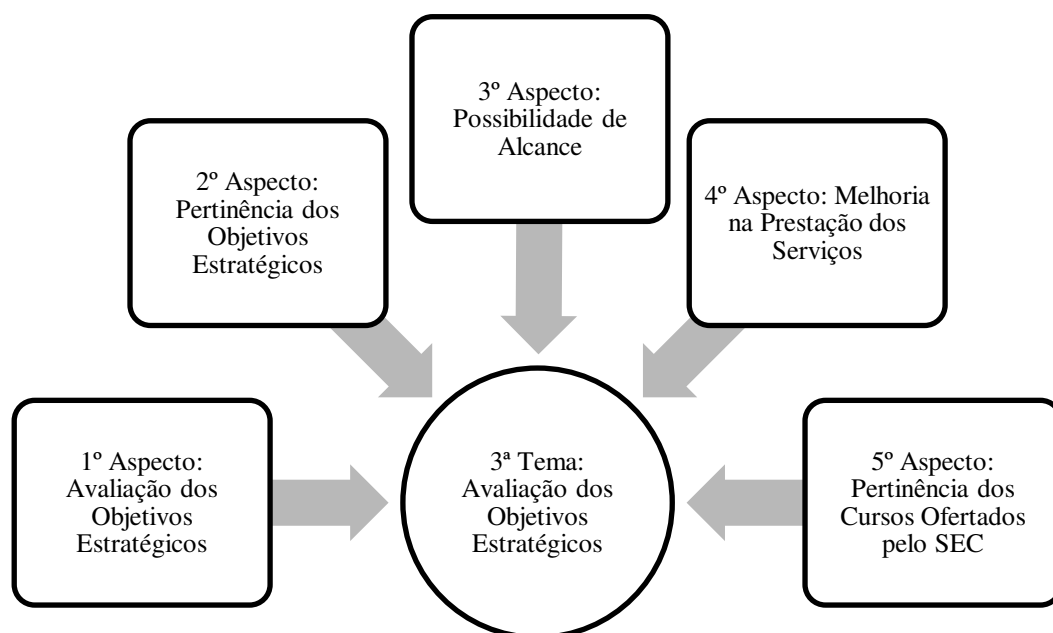 1º Aspecto:
Avaliação dos
Objetivos
Estratégicos
2º Aspecto:
Pertinência dos
Objetivos
Estratégicos
3º Aspecto:
Possibilidade de
Alcance
4º Aspecto: Melhoria
na Prestação dos
Serviços
5º Aspecto:
Pertinência dos
Cursos Ofertados
pelo SEC
3ª Tema:
Avaliação dos
Objetivos
Estratégicos